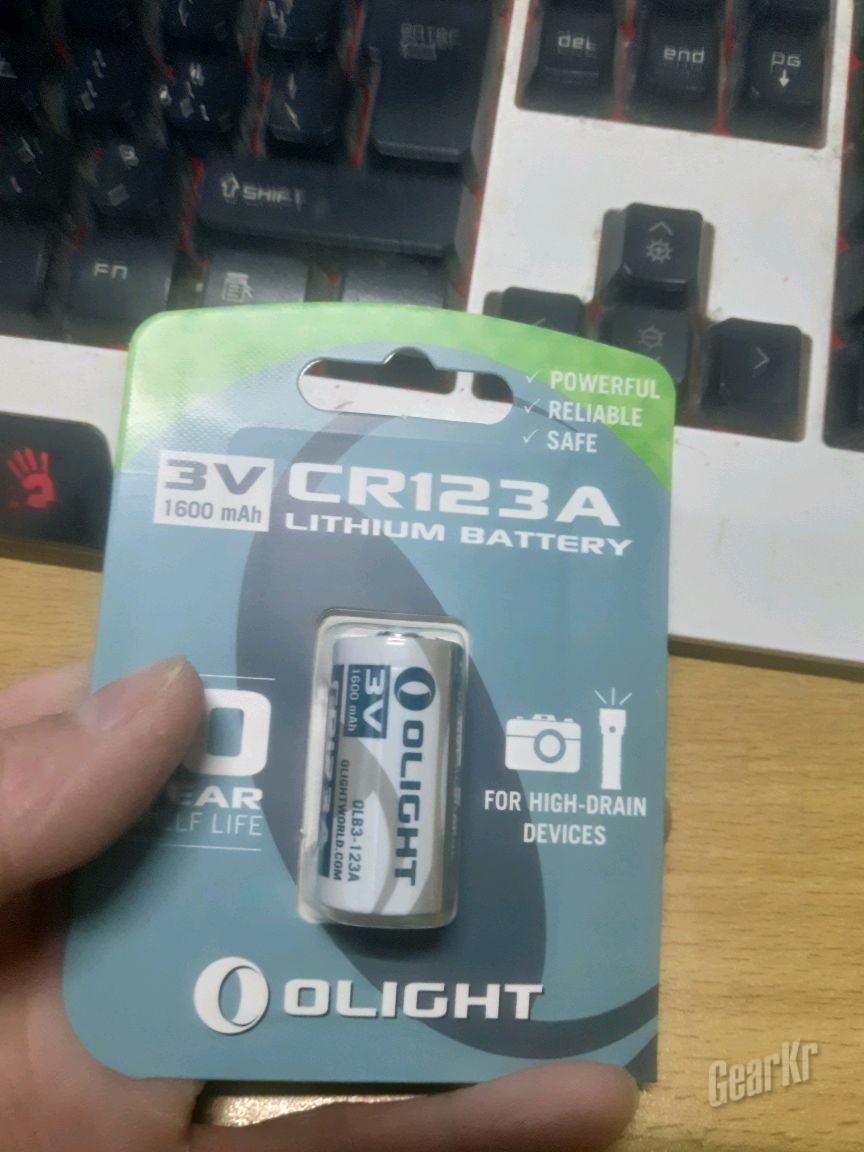 del
end
PG
SHIFT
Fn
POWERFUL
RELIABLE
SAFE
3V
1600 mAh
CR123A
LITHIUM BATTERY
0
EAR
LF LIFE
3V
1600 mAh
OLIGHT
OLB3-123A
OLIGHTWORLD.COM
FOR HIGH-DRAIN
DEVICES
OLIGHT
GearKr